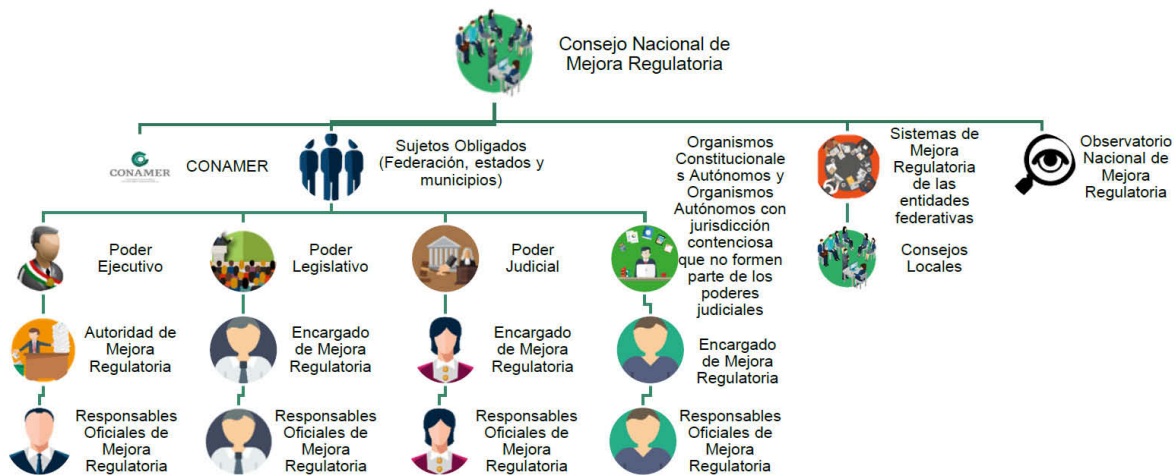 Consejo Nacional de
Mejora Regulatoria
CONAMER
CONAMER
Sujetos Obligados
(Federación, estados y
municipios)
Organismos
Constitucionale
s Autónomos y
Organismos
Autónomos con
jurisdicción
contenciosa
que no formen
parte de los
poderes
judiciales
5
Sistemas de
Mejora
Regulatoria
de las
entidades
federativas
Observatorio
Nacional de
Mejora
Regulatoria
Poder
Ejecutivo
Poder
Legislativo
Poder
Judicial
Consejos
Locales
Autoridad de
Mejora
Regulatoria
Encargado
de Mejora
Regulatoria
Encargado
de Mejora
Regulatoria
Encargado
de Mejora
Regulatoria
Responsables
Oficiales de
Mejora
Regulatoria
Responsables
Oficiales de
Mejora
Regulatoria
Responsables
Oficiales de
Mejora
Regulatoria
Responsables
Oficiales de
Mejora
Regulatoria